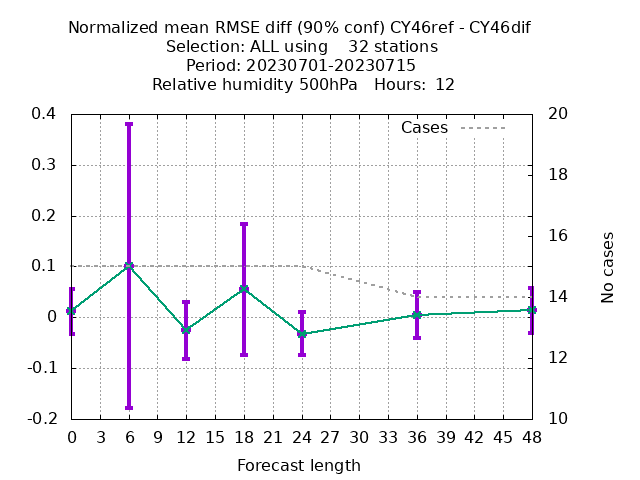 Normalized mean RMSE diff (90% conf) CY46ref - CY46dif
Selection: ALL using    32 stations
Period: 20230701-20230715
Relative humidity 500hPa   Hours:  12
Cases
0.4
0.3
0.2
0.1
0
-0.1
-0.2
20
18
16
14
12
10
No cases
0 3 6 9 12 15 18 21 24 27 30 33 36 39 42 45 48
Forecast length